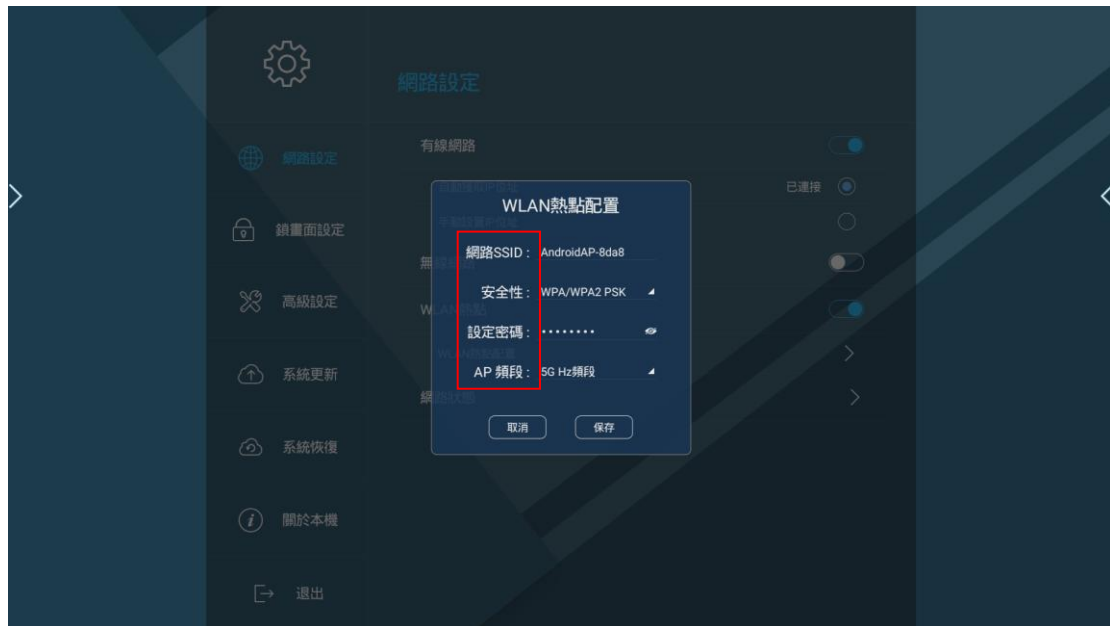 網路設定
網路設定
鎖畫面設定
高級設定
系統更新
系統恢復
關於本機
退出
有線網路
已連接
WLAN熱點配置
網路SSID : AndroidAP-8da8
安全性 : WPA/WPA2 PSK
設定密碼 : ········
AP 頻段 : 5G Hz頻段
取消
保存